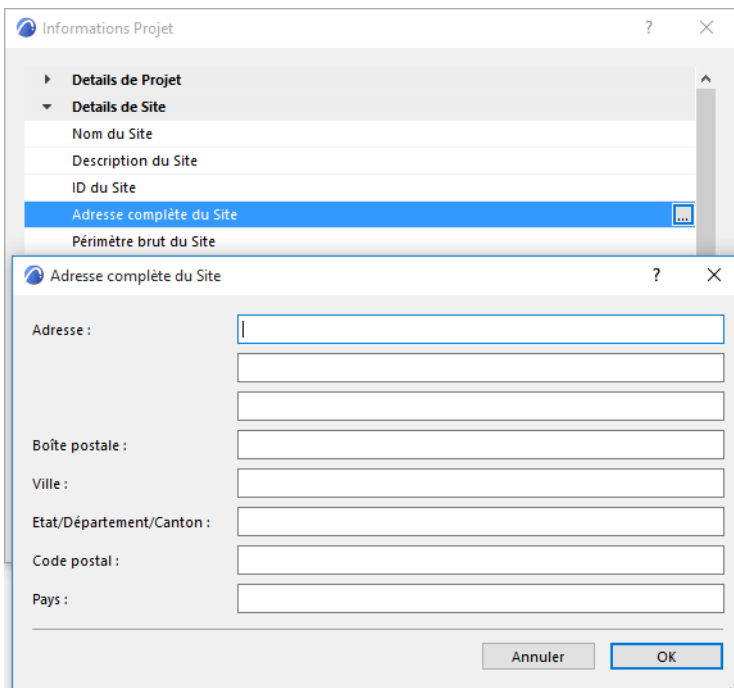 Informations Projet
Details de Projet
Details de Site
Nom du Site
Description du Site
ID du Site
Adresse complète du Site
...
Périmètre brut du Site
Adresse complète du Site
Adresse :
Boîte postale :
Ville :
Etat/Département/Canton :
Code postal :
Pays :
Annuler OK